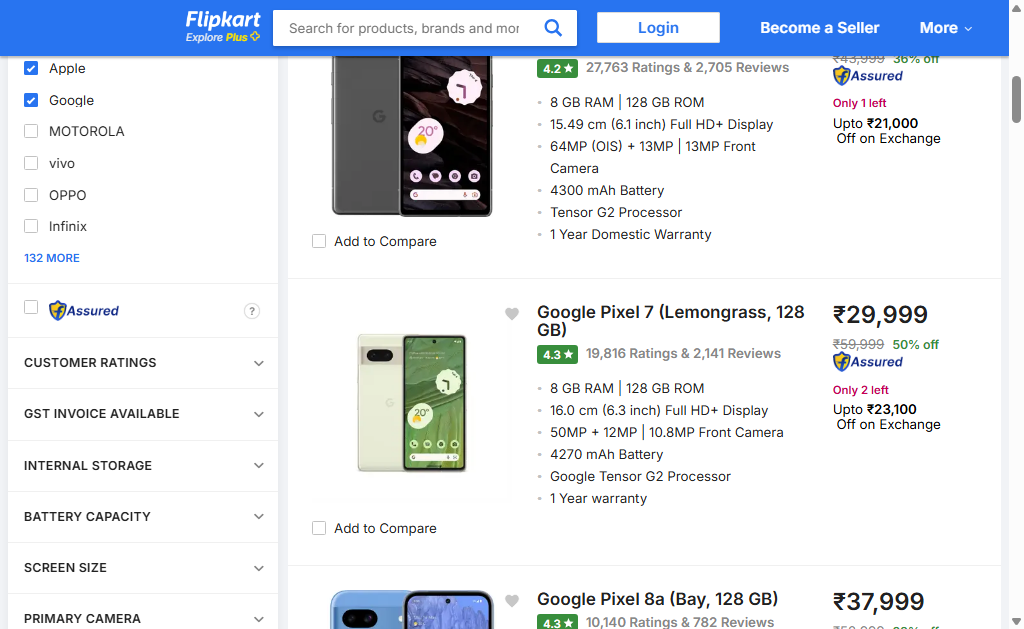 Flipkart
Explore Plus
Search for products, brands and mor
Login
Become a Seller
More
Apple
Google
MOTOROLA
vivo
OPPO
Infinix
132 MORE
Assured
?
CUSTOMER RATINGS
GST INVOICE AVAILABLE
INTERNAL STORAGE
BATTERY CAPACITY
SCREEN SIZE
PRIMARY CAMERA
20°
G
Add to Compare
4.2★ 27,763 Ratings & 2,705 Reviews
8 GB RAM | 128 GB ROM
15.49 cm (6.1 inch) Full HD+ Display
64MP (OIS) + 13MP | 13MP Front
Camera
4300 mAh Battery
Tensor G2 Processor
1 Year Domestic Warranty
₹43,999 36% off
Assured
Only 1 left
Upto ₹21,000
Off on Exchange
20°
Add to Compare
Google Pixel 7 (Lemongrass, 128
GB)
4.3★ 19,816 Ratings & 2,141 Reviews
8 GB RAM | 128 GB ROM
16.0 cm (6.3 inch) Full HD+ Display
50MP + 12MP | 10.8MP Front Camera
4270 mAh Battery
Google Tensor G2 Processor
1 Year warranty
₹29,999
₹59,999 50% off
Assured
Only 2 left
Upto ₹23,100
Off on Exchange
Google Pixel 8a (Bay, 128 GB)
4.3★ 10,140 Ratings & 782 Reviews
₹37,999